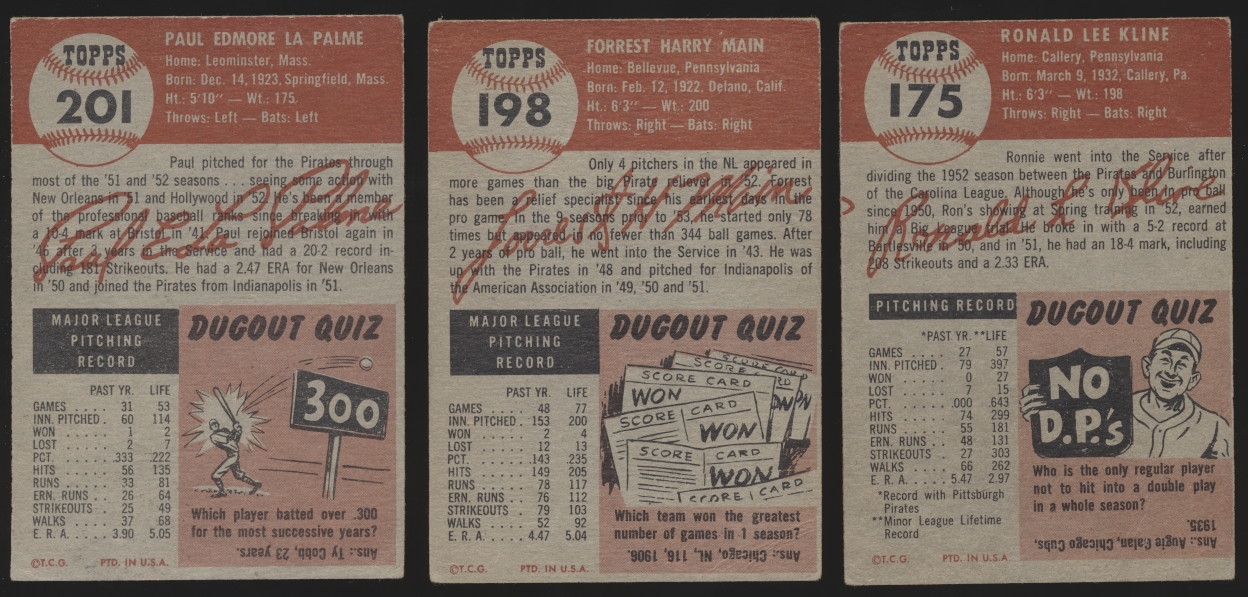 TOPPS
201
PAUL EDMORE LA PALME
Home: Leominster, Mass.
Born: Dec. 14, 1923, Springfield, Mass.
Ht.: 5'10" — Wt.: 175.
Throws: Left — Bats: Left
Paul pitched for the Pirates through
most of the '51 and '52 seasons . . . seeing some action with
New Orleans in '51 and Hollywood in '52. He's been a member
of the professional baseball ranks since breaking in with
a 10-4 mark at Bristol in '41. Paul rejoined Bristol again in
'46 after 3 years in the Service and had a 20-2 record in-
cluding 181 Strikeouts. He had a 2.47 ERA for New Orleans
in '50 and joined the Pirates from Indianapolis in '51.
Paul E La Palme
MAJOR LEAGUE
PITCHING
RECORD
PAST YR. LIFE
GAMES .... 31 53
INN. PITCHED . 60 114
WON ..... 1 2
LOST ..... 2 7
PCT. ..... .333 .222
HITS ..... 56 135
RUNS ..... 33 81
ERN. RUNS .. 26 64
STRIKEOUTS .. 25 49
WALKS .... 37 68
E. R. A. .... 3.90 5.05
DUGOUT QUIZ
300
Which player batted over .300
for the most successive years?
Ans.: Ty Cobb, 23 years.
©T.C.G. PTD. IN U.S.A.
TOPPS
198
FORREST HARRY MAIN
Home: Bellevue, Pennsylvania
Born: Feb. 12, 1922, Delano, Calif.
Ht.: 6'3" — Wt.: 200
Throws: Right — Bats: Right
Only 4 pitchers in the NL appeared in
more games than the big Pirate reliever in '52. Forrest
has been a relief specialist since his earliest days in the
pro game. In the 9 seasons prior to '53, he started only 78
times but appeared in no fewer than 344 ball games. After
2 years of pro ball, he went into the Service in '43. He was
up with the Pirates in '48 and pitched for Indianapolis of
the American Association in '49, '50 and '51.
MAJOR LEAGUE
PITCHING
RECORD
PAST YR. LIFE
GAMES .... 48 77
INN. PITCHED . 153 200
WON ..... 2 4
LOST ..... 12 13
PCT. ..... .143 .235
HITS ..... 149 205
RUNS ..... 78 117
ERN. RUNS ... 76 112
STRIKEOUTS .. 79 103
WALKS .... 52 92
E. R. A. .... 4.47 5.04
DUGOUT QUIZ
SCORE CARD
SCORE CARD
WON
SCORE CARD
WON
SCORE CARD
WON
SCORE CARD
Which team won the greatest
number of games in 1 season?
Ans.: Chicago, NL, 116, 1906.
©T.C.G. PTD. IN U.S.A.
TOPPS
175
RONALD LEE KLINE
Home: Callery, Pennsylvania
Born: March 9, 1932, Callery, Pa.
Ht.: 6'3" — Wt.: 198
Throws: Right — Bats: Right
Ronnie went into the Service after
dividing the 1952 season between the Pirates and Burlington
of the Carolina League. Although he's only been in pro ball
since 1950, Ron's showing at Spring training in '52, earned
him a Big League trial. He broke in with a 5-2 record at
Bartlesville in '50, and in '51, he had an 18-4 mark, including
208 Strikeouts and a 2.33 ERA.
Ronald L Kline
PITCHING RECORD
*PAST YR. **LIFE
GAMES .... 27 57
INN. PITCHED . 79 397
WON ..... 0 27
LOST ..... 7 15
PCT. ..... .000 .643
HITS ..... 74 299
RUNS ..... 55 181
ERN. RUNS ... 48 131
STRIKEOUTS .. 27 303
WALKS .... 66 262
E. R. A. .... 5.47 2.97
*Record with Pittsburgh
Pirates
**Minor League Lifetime
Record
DUGOUT QUIZ
NO
D.P.'s
Who is the only regular player
not to hit into a double play
in a whole season?
Ans.: Augie Galan, Chicago Cubs,
1935.
©T.C.G. PTD. IN U.S.A.